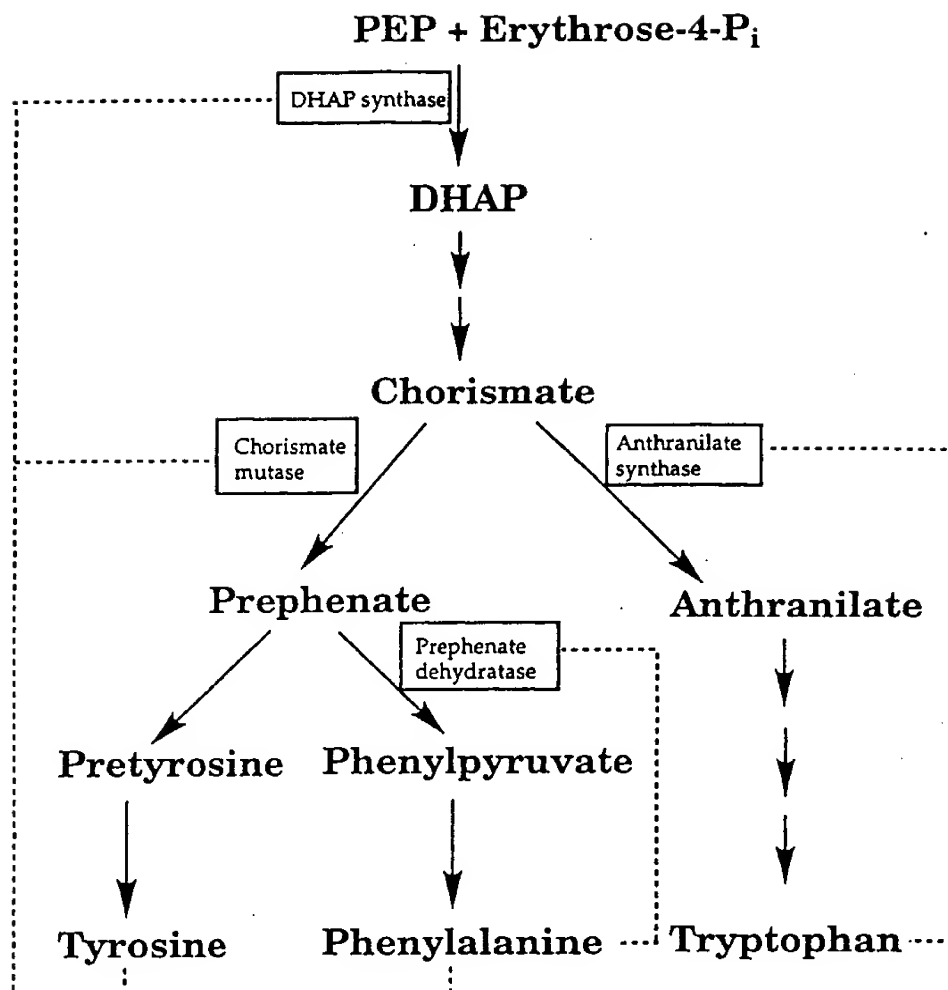 PEP + Erythrose-4-Pi
DHAP synthase
DHAP
Chorismate
Chorismate
mutase
Anthranilate
synthase
Prephenate
Anthranilate
Prephenate
dehydratase
Pretyrosine
Phenylpyruvate
Tyrosine
Phenylalanine
Tryptophan